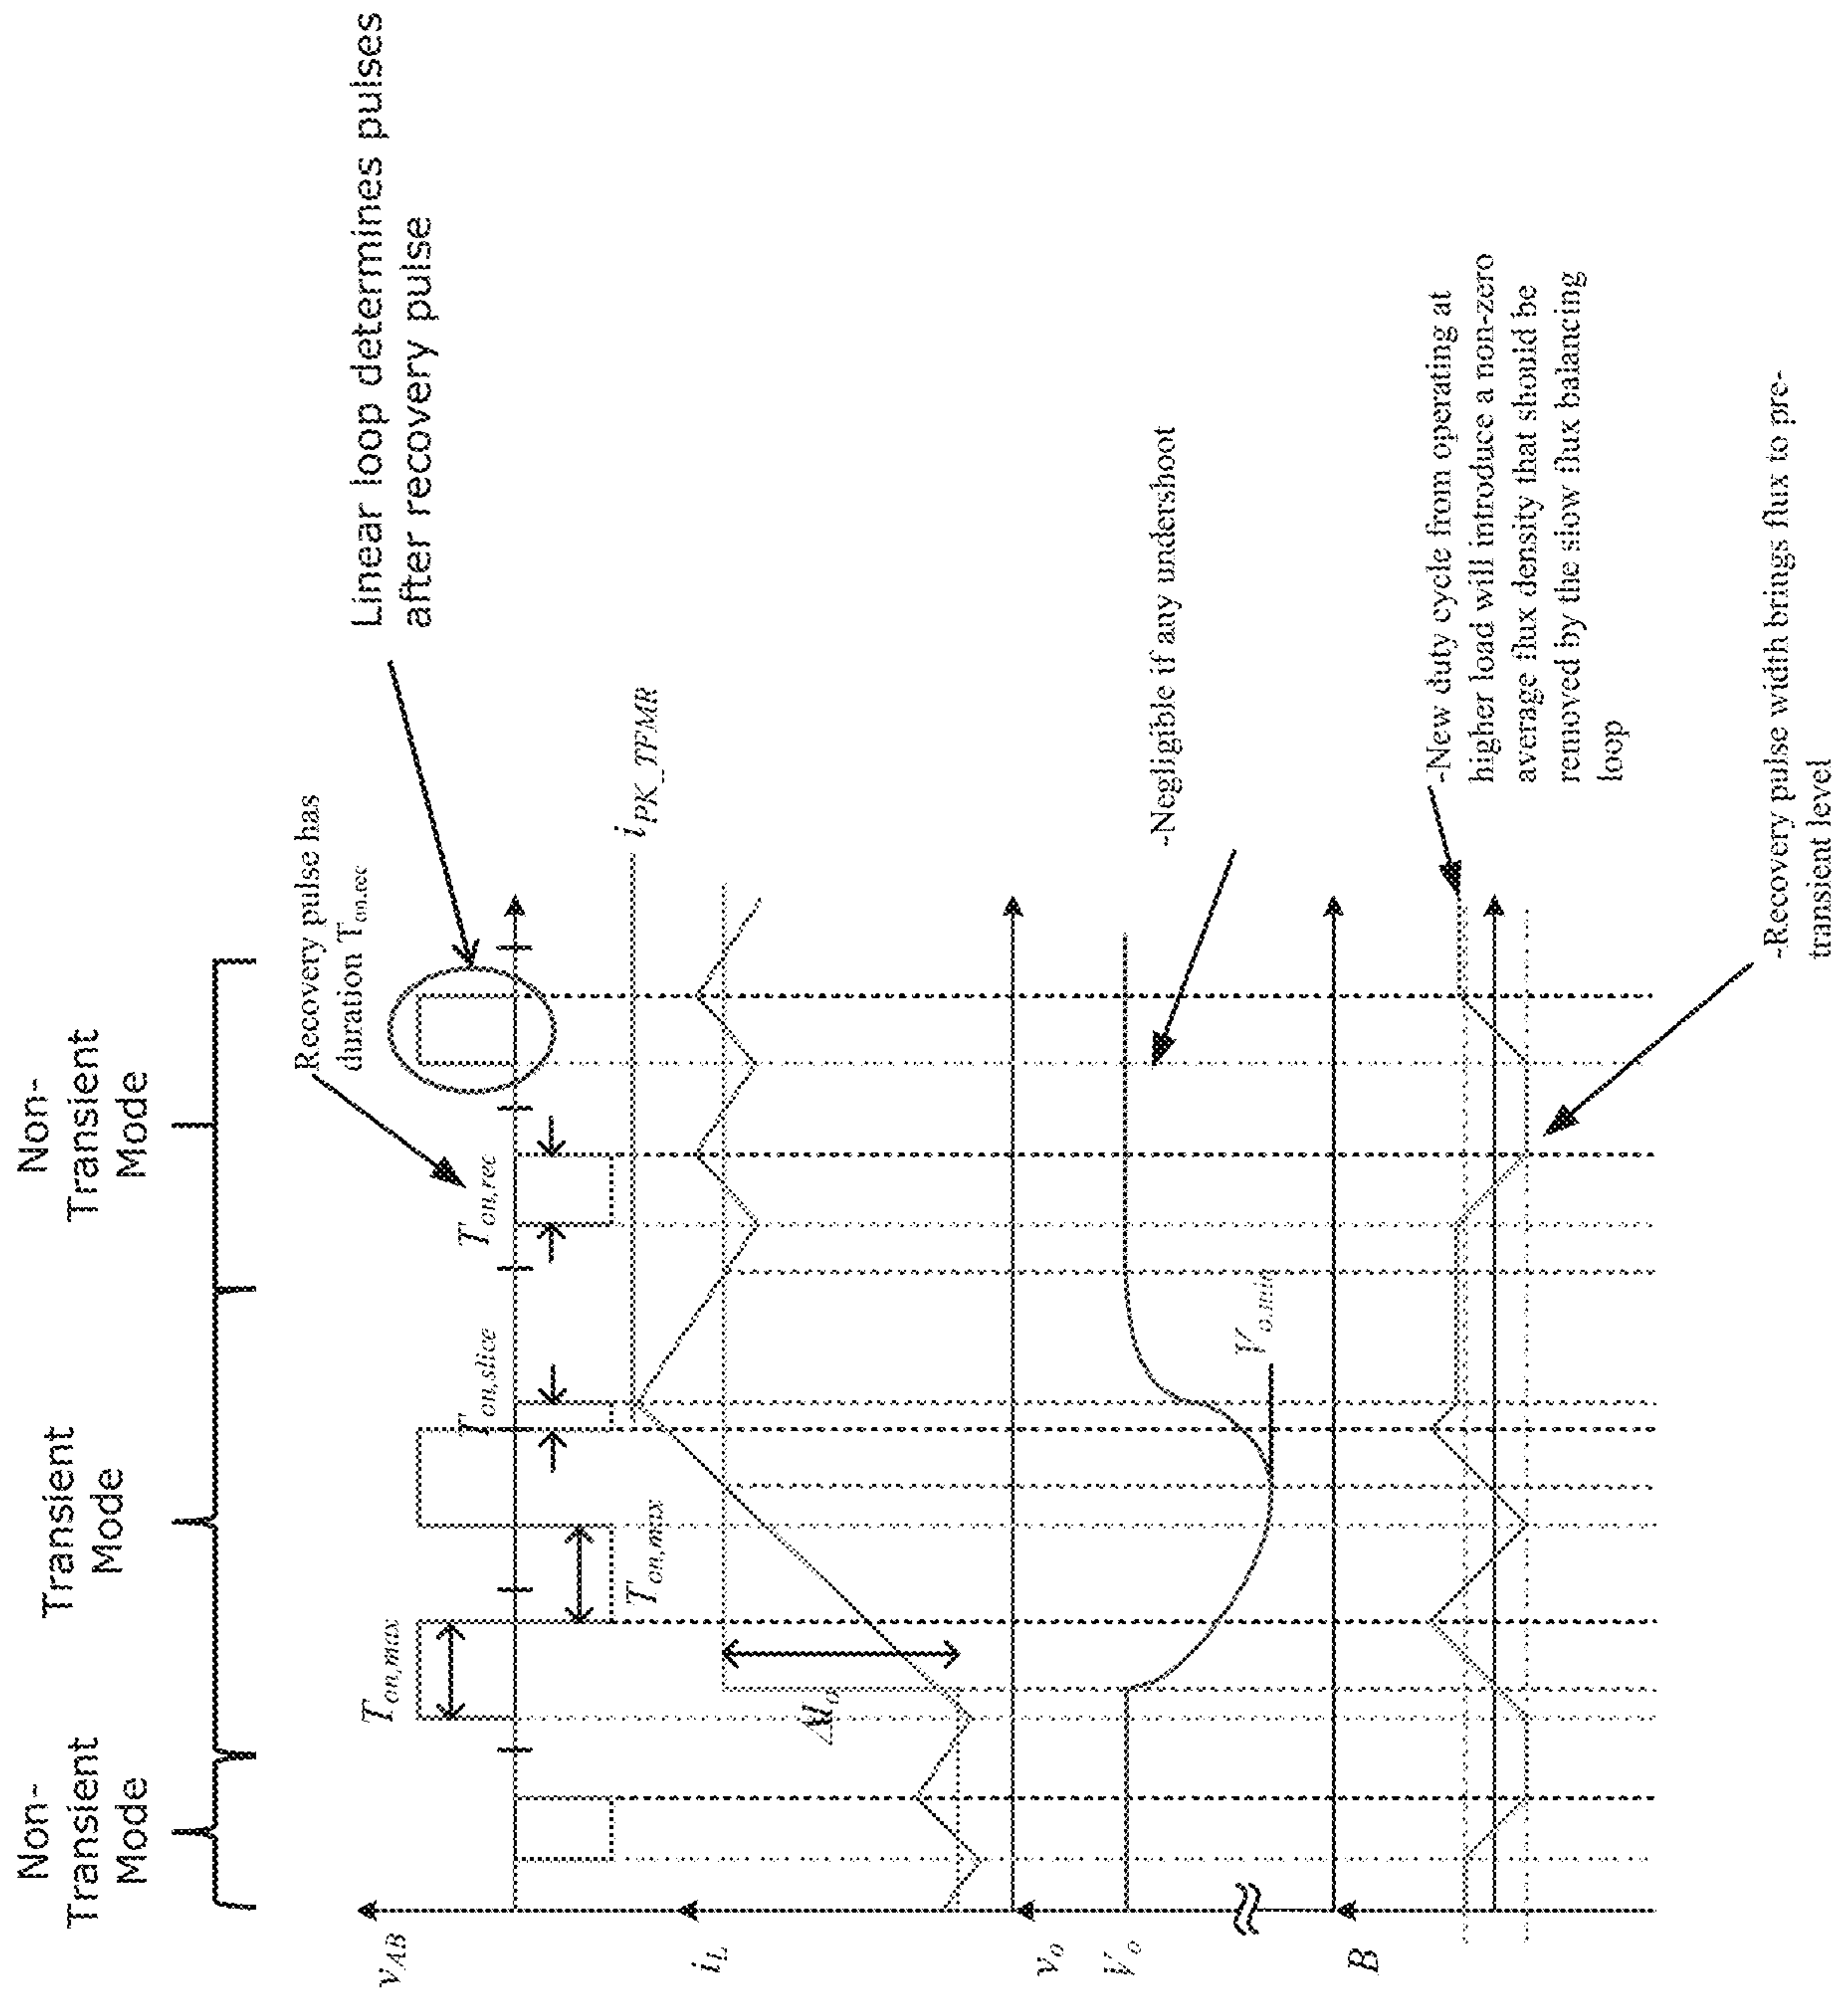 Non-
Transient
Mode
Transient
Mode
Non-
Transient
Mode
Linear loop determines pulses
after recovery pulse
Recovery pulse has
duration T_on,rec
v_AB
T_on,max
T_on,max
T_on,slice
T_on,rec
i_PK_TFMR
i_L
ΔI_o
v_o
V_o
V_o,min
-Negligible if any undershoot
B
-New duty cycle from operating at
higher load will introduce a non-zero
average flux density that should be
removed by the slow flux balancing
loop
-Recovery pulse width brings flux to pre-
transient level